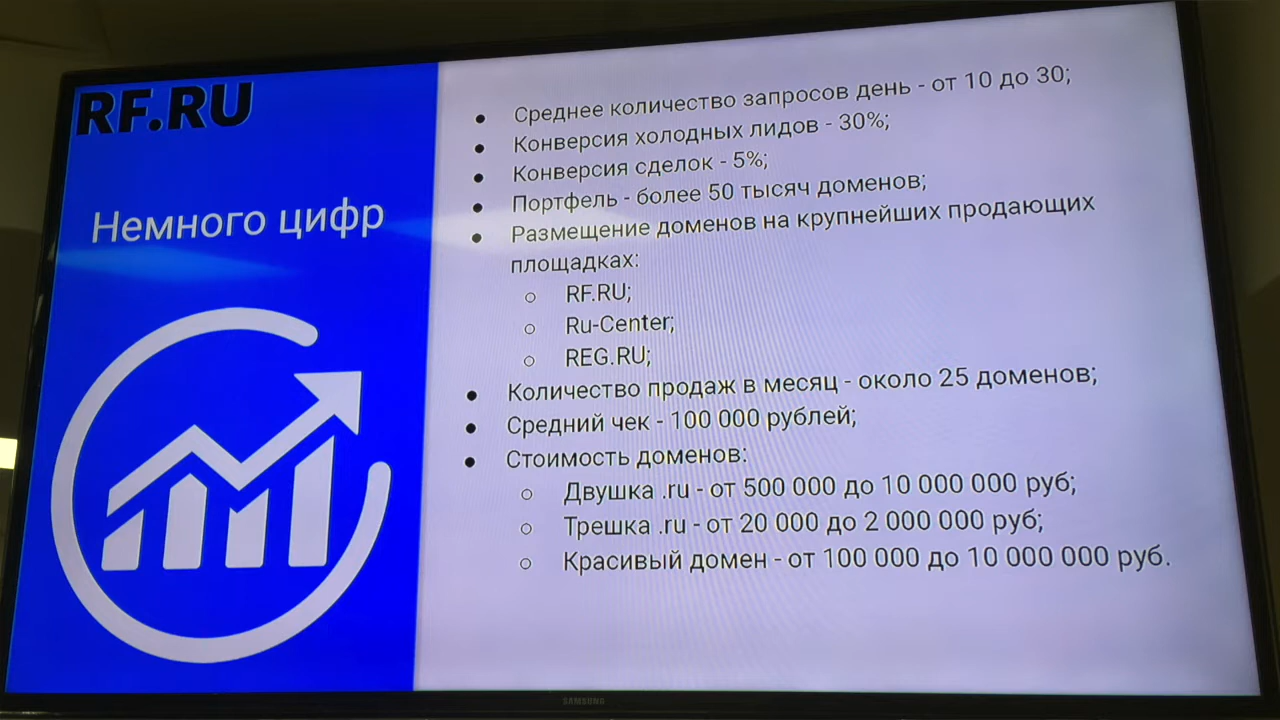 RF.RU
Немного цифр
● Среднее количество запросов день - от 10 до 30;
● Конверсия холодных лидов - 30%;
● Конверсия сделок - 5%;
● Портфель - более 50 тысяч доменов;
● Размещение доменов на крупнейших продающих
площадках:
○ RF.RU;
○ Ru-Center;
○ REG.RU;
● Количество продаж в месяц - около 25 доменов;
● Средний чек - 100 000 рублей;
● Стоимость доменов:
○ Двушка .ru - от 500 000 до 10 000 000 руб;
○ Трешка .ru - от 20 000 до 2 000 000 руб;
○ Красивый домен - от 100 000 до 10 000 000 руб.
SAMSUNG